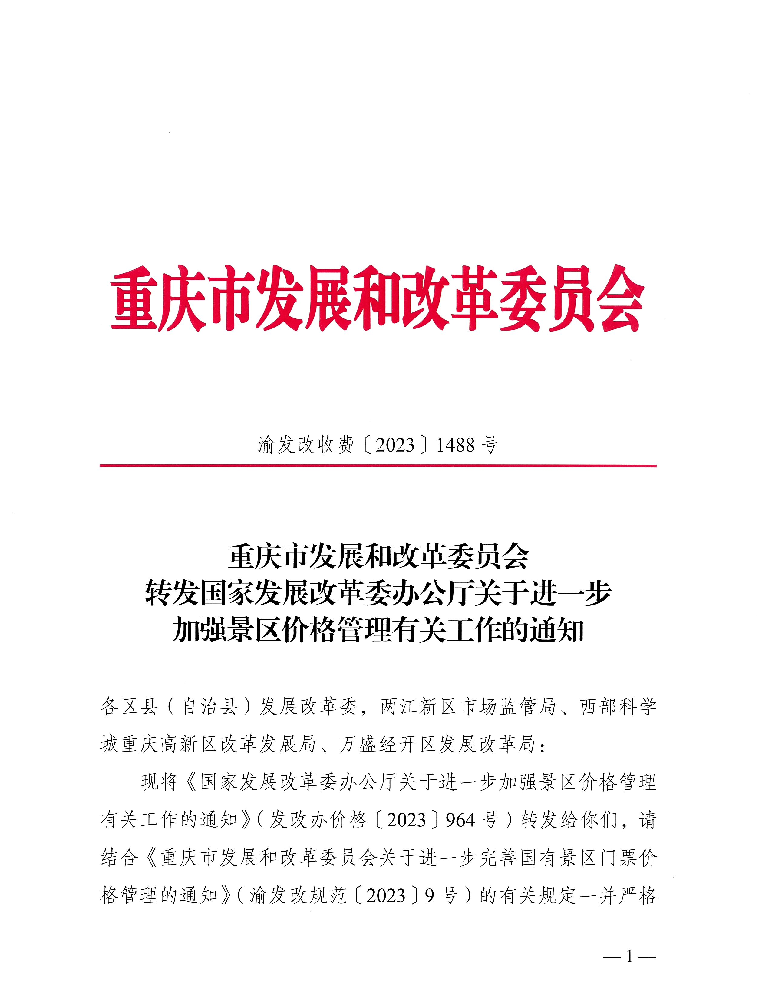 重庆市发展和改革委员会
渝发改收费〔2023〕1488号
重庆市发展和改革委员会
转发国家发展改革委办公厅关于进一步
加强景区价格管理有关工作的通知
各区县（自治县）发展改革委，两江新区市场监管局、西部科学
城重庆高新区改革发展局、万盛经开区发展改革局：
现将《国家发展改革委办公厅关于进一步加强景区价格管理
有关工作的通知》（发改办价格〔2023〕964号）转发给你们，请
结合《重庆市发展和改革委员会关于进一步完善国有景区门票价
格管理的通知》（渝发改规范〔2023〕9号）的有关规定一并严格
— 1 —